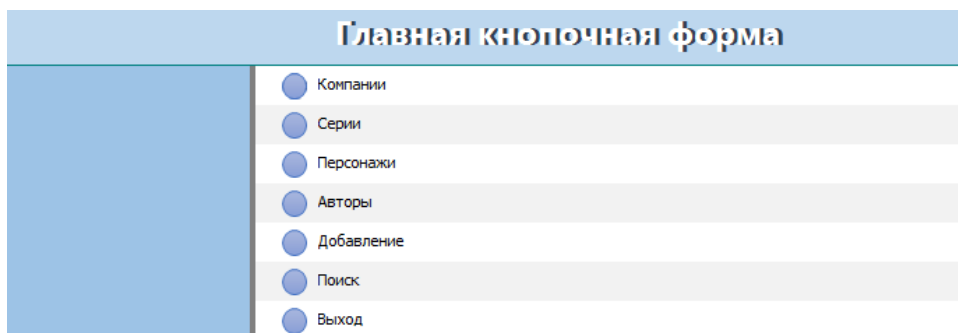 Главная кнопочная форма
Компании
Серии
Персонажи
Авторы
Добавление
Поиск
Выход